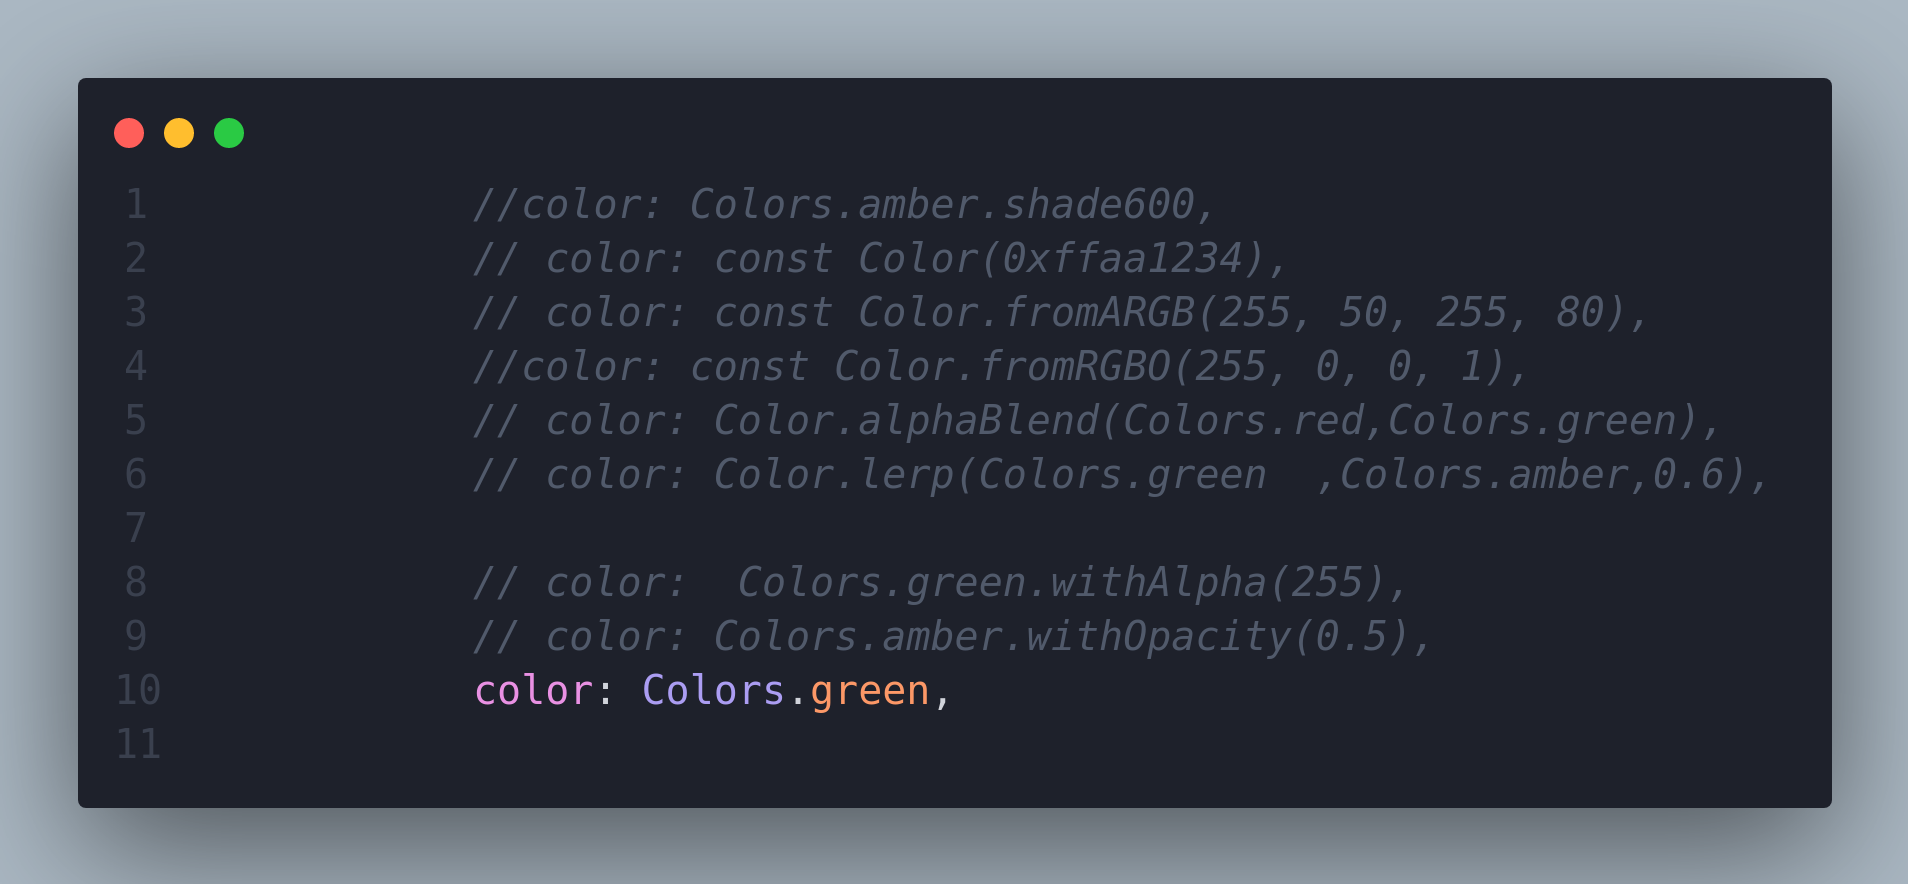 1 //color: Colors.amber.shade600,
2 // color: const Color(0xffaa1234),
3 // color: const Color.fromARGB(255, 50, 255, 80),
4 //color: const Color.fromRGBO(255, 0, 0, 1),
5 // color: Color.alphaBlend(Colors.red,Colors.green),
6 // color: Color.lerp(Colors.green  ,Colors.amber,0.6),
7
8 // color:  Colors.green.withAlpha(255),
9 // color: Colors.amber.withOpacity(0.5),
10 color: Colors.green,
11